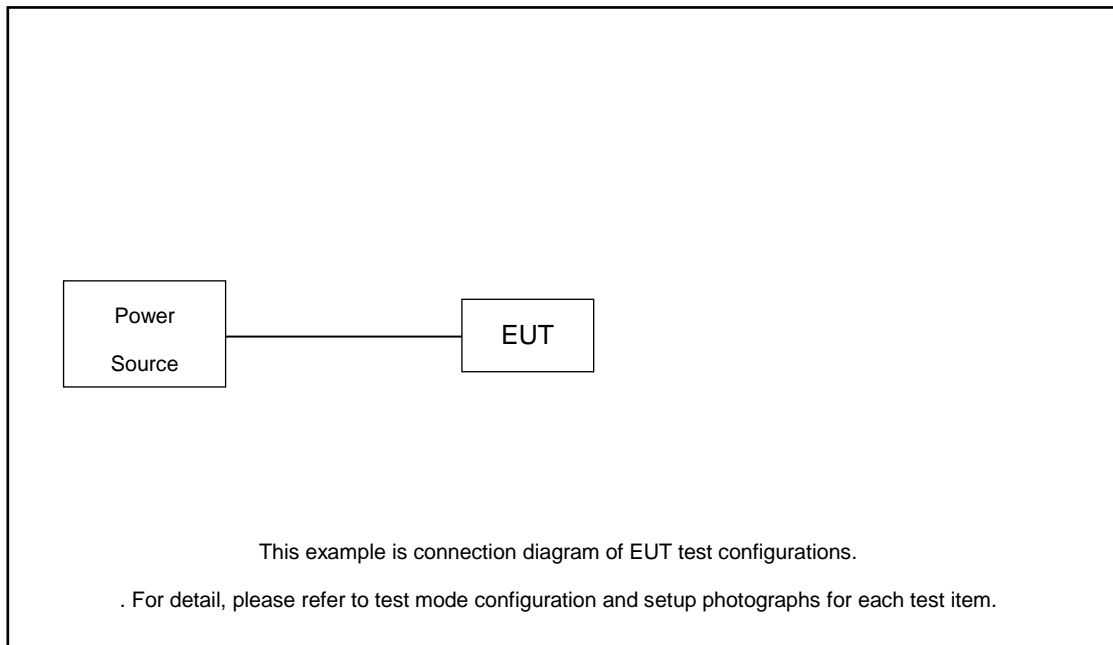 Power
Source
EUT
This example is connection diagram of EUT test configurations.
. For detail, please refer to test mode configuration and setup photographs for each test item.